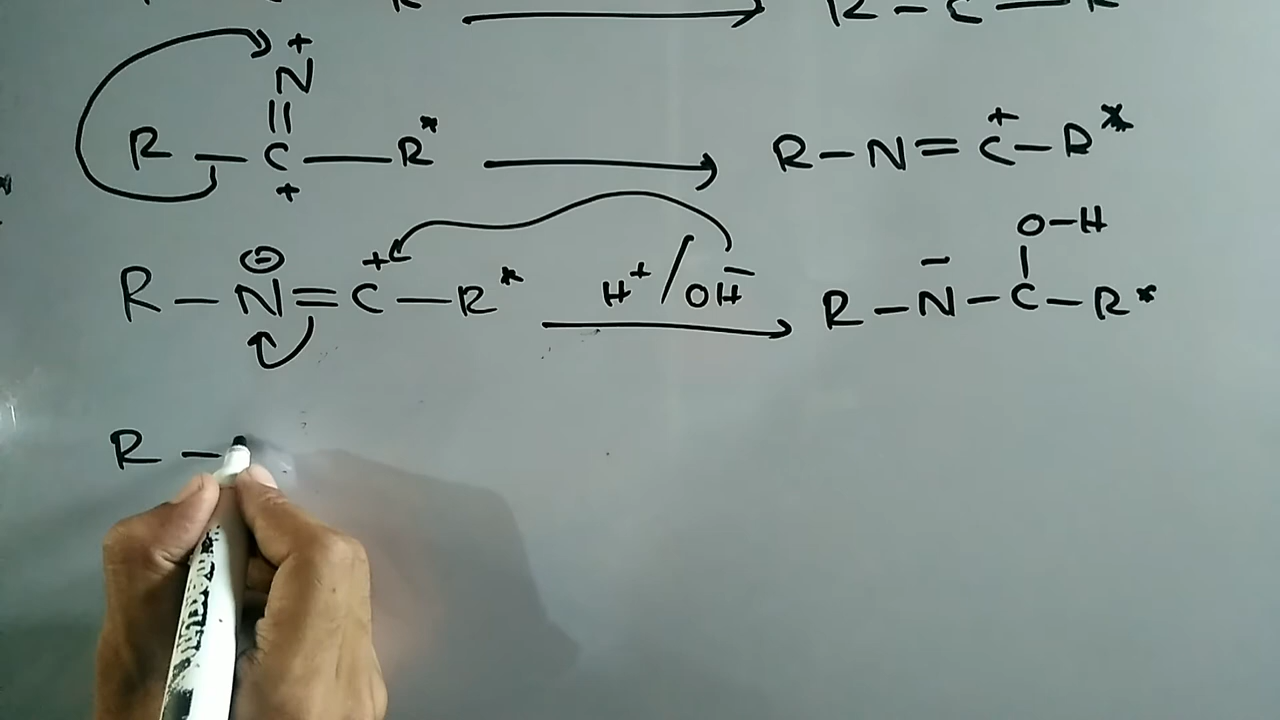 R - C — R
+
N
||
R — C — R* ⟶ R - N = C⁺ - R*
+
O-H
|
R - N⊖ = C⁺ - R* H⁺/OH⁻ ⟶ R - N⁻ - C - R*
R -